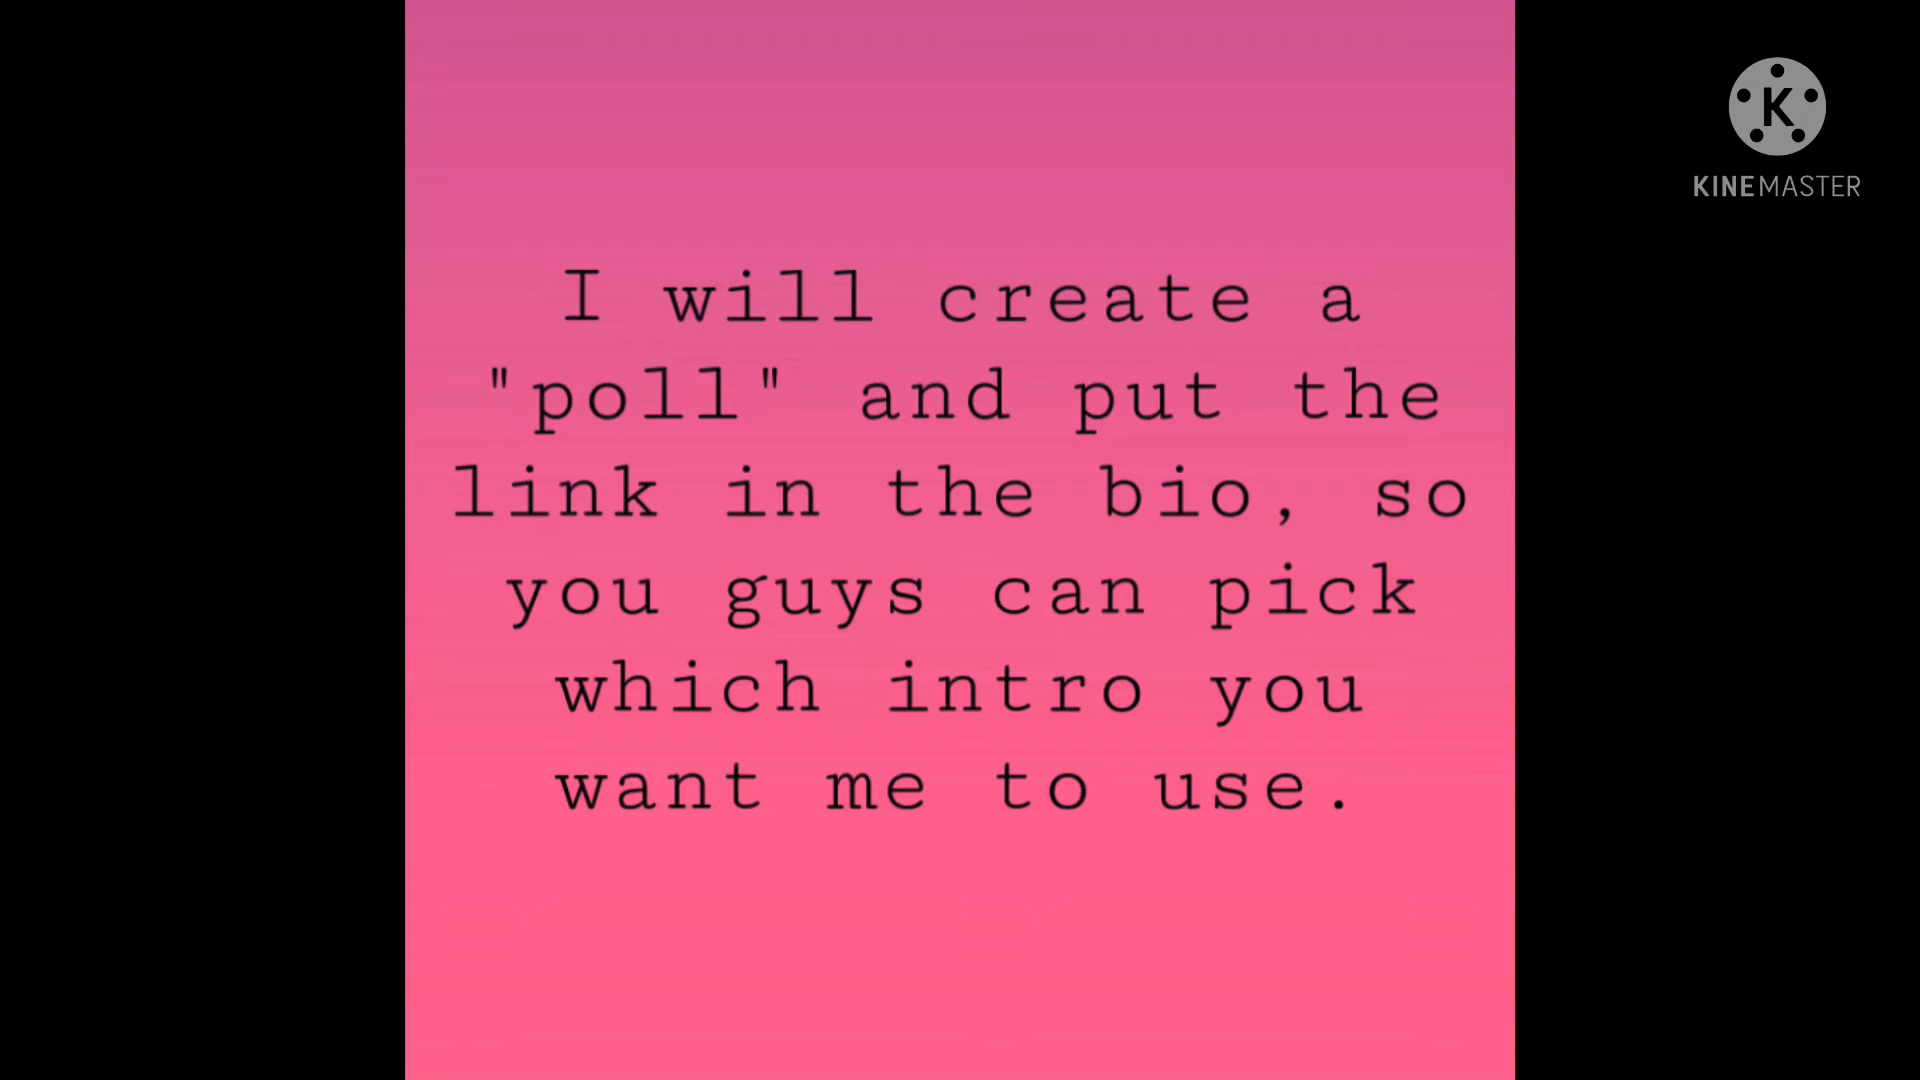 I will create a
"poll" and put the
link in the bio, so
you guys can pick
which intro you
want me to use.
K
KINEMASTER